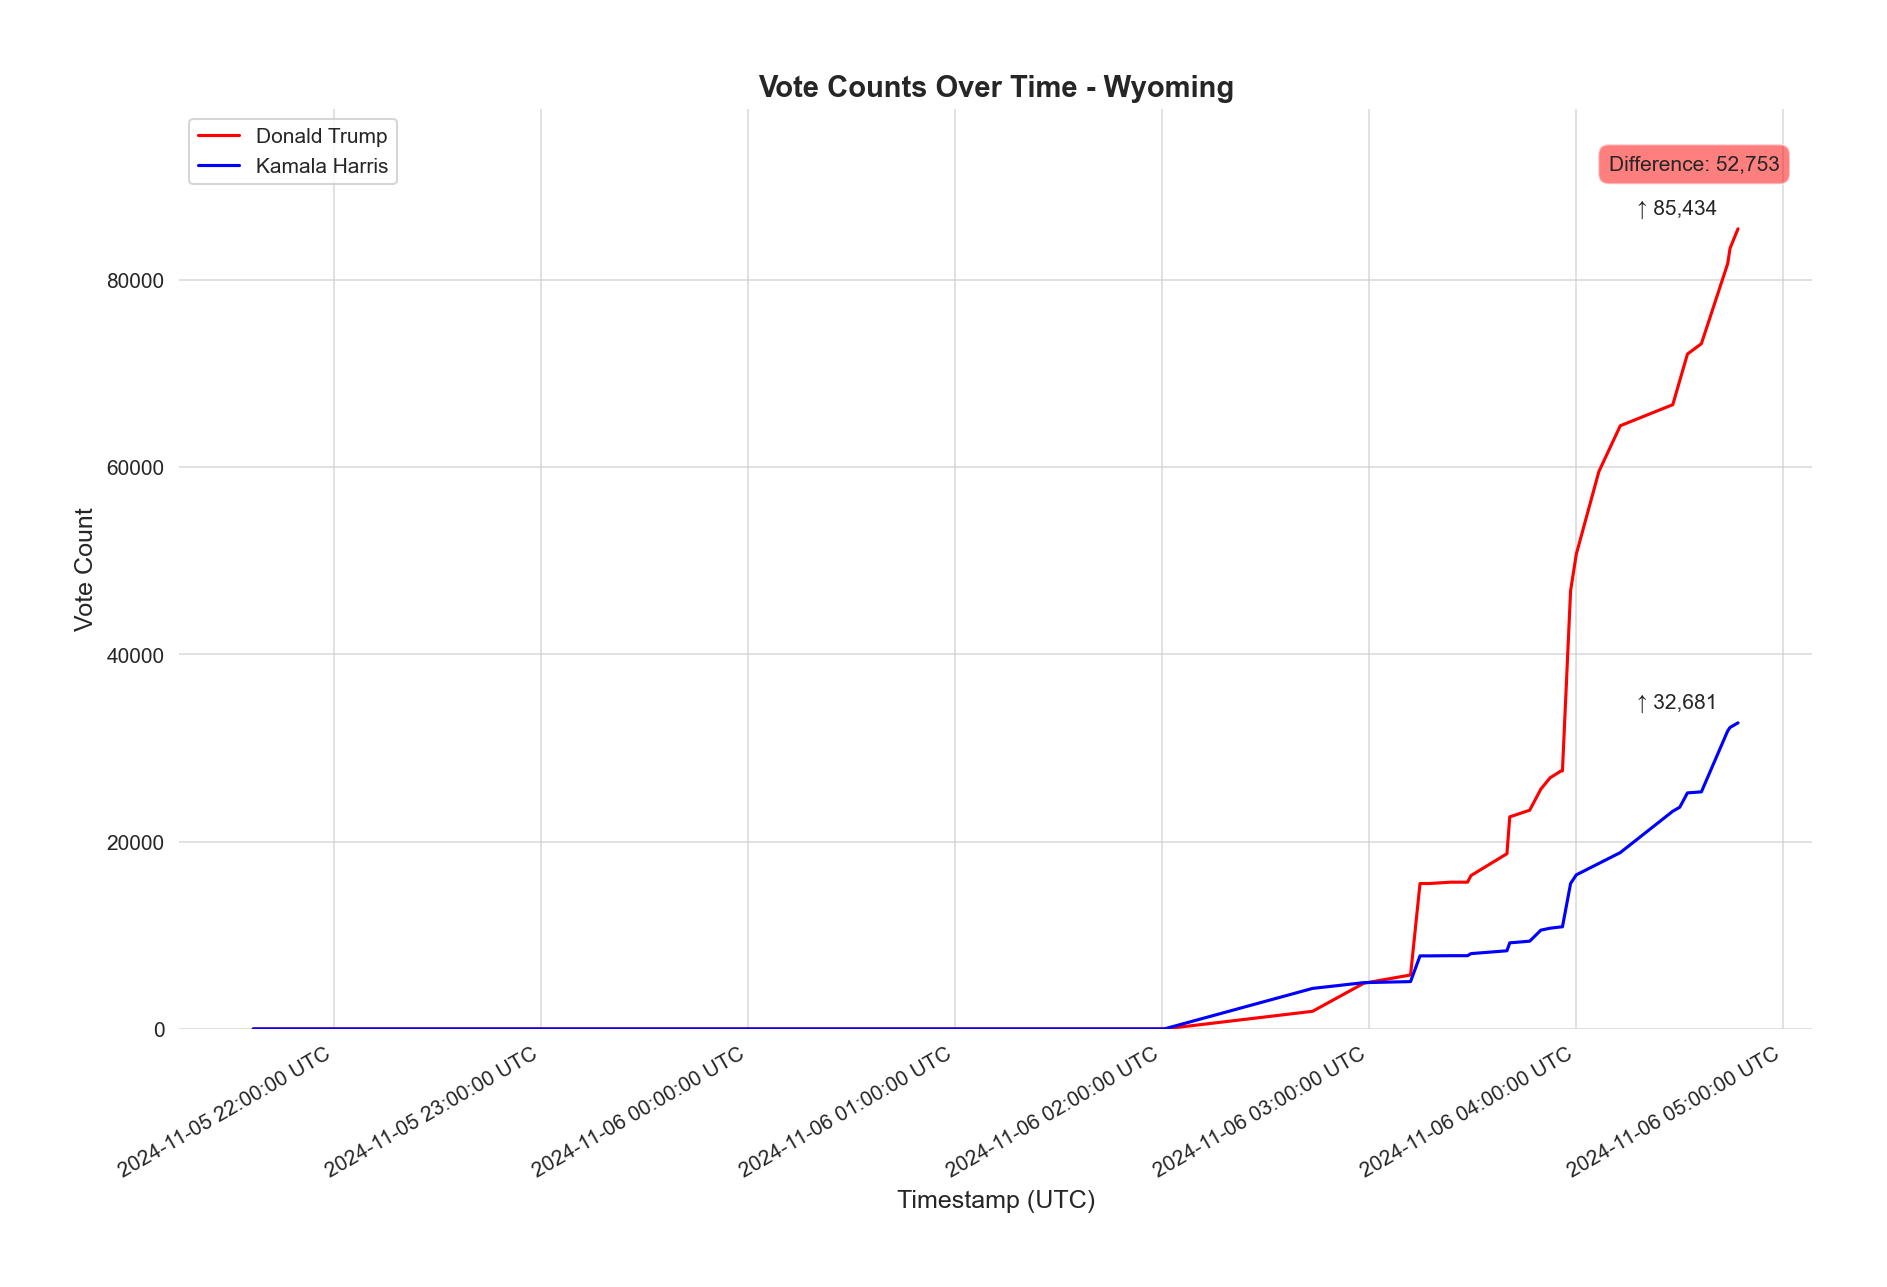 Vote Counts Over Time - Wyoming
Donald Trump
Kamala Harris
Difference: 52,753
↑ 85,434
80000
60000
Vote Count
40000
↑ 32,681
20000
0
2024-11-05 22:00:00 UTC
2024-11-05 23:00:00 UTC
2024-11-06 00:00:00 UTC
2024-11-06 01:00:00 UTC
2024-11-06 02:00:00 UTC
2024-11-06 03:00:00 UTC
2024-11-06 04:00:00 UTC
2024-11-06 05:00:00 UTC
Timestamp (UTC)